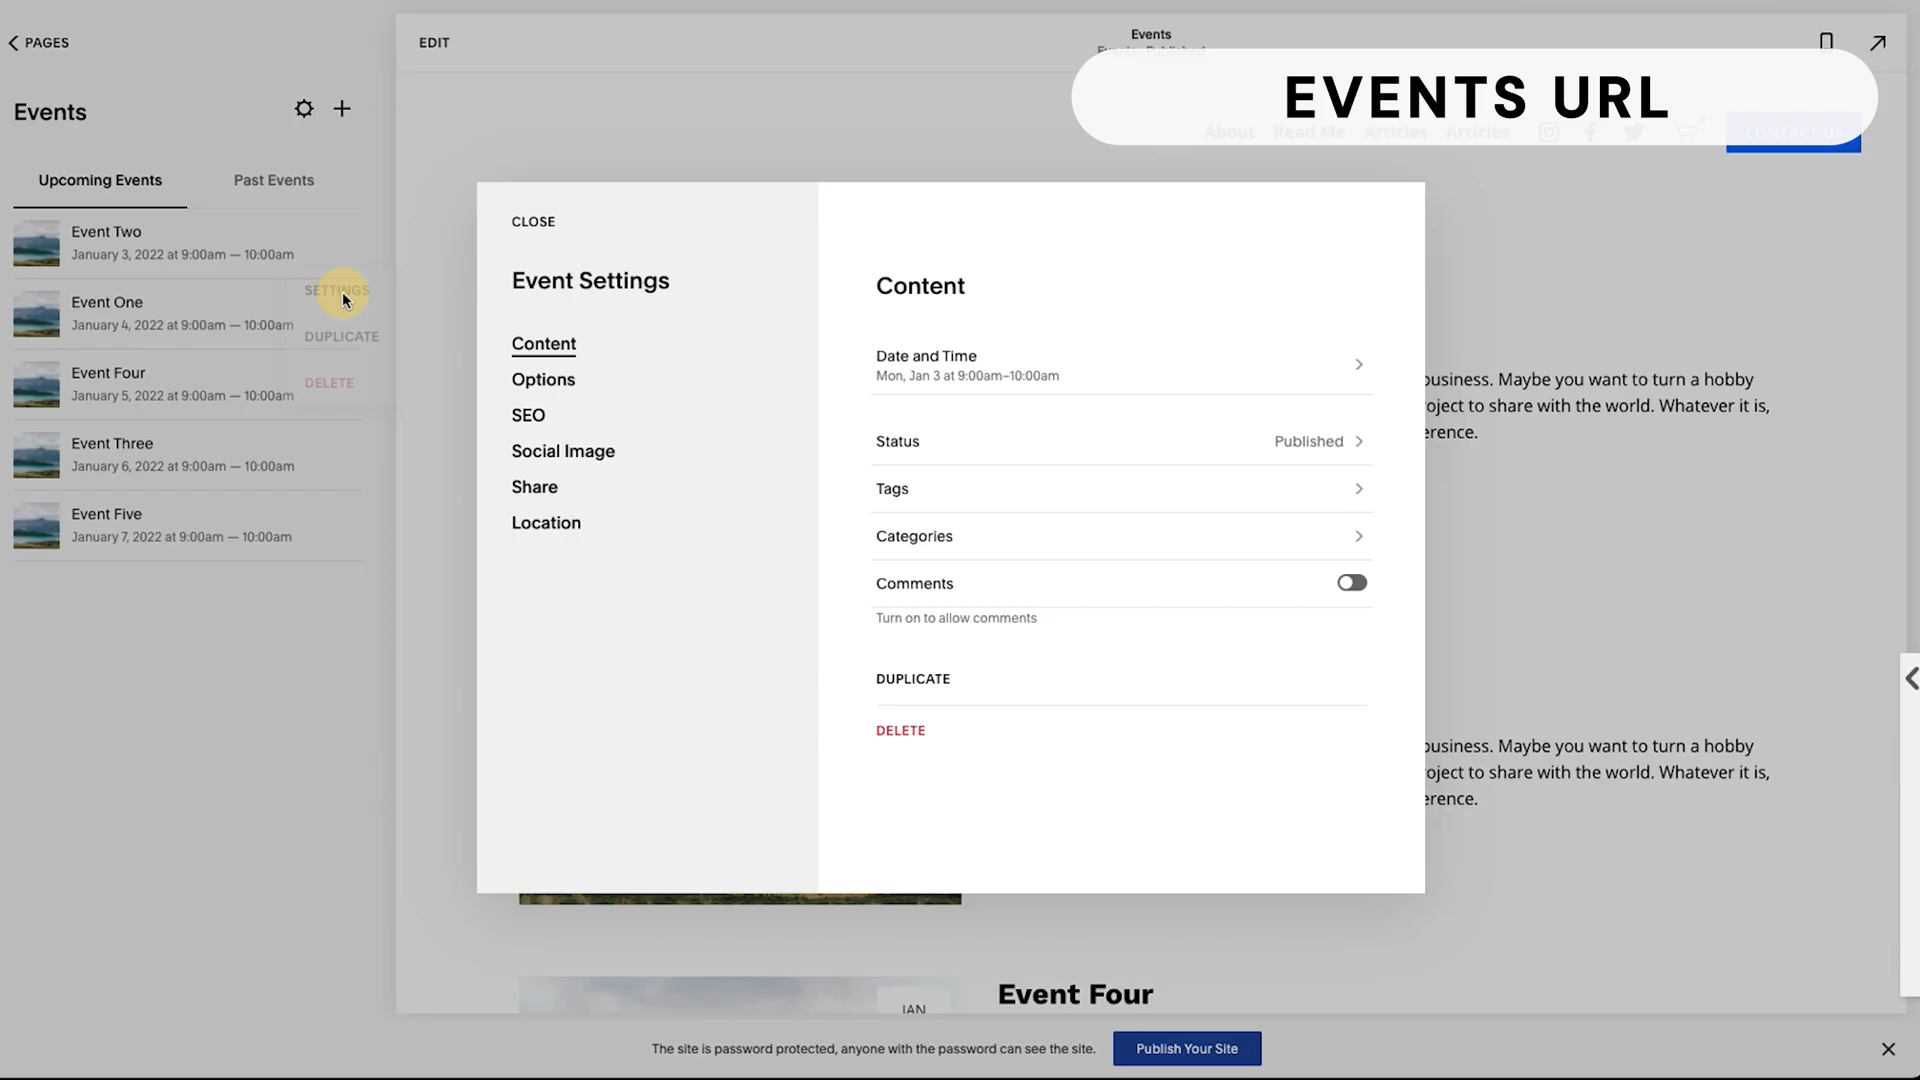 PAGES
EDIT
Events
EVENTS URL
Events
About Read Me Articles Articles
CONTACT US
Upcoming Events
Past Events
Event Two
January 3, 2022 at 9:00am — 10:00am
SETTINGS
Event One
January 4, 2022 at 9:00am — 10:00am
DUPLICATE
Event Four
January 5, 2022 at 9:00am — 10:00am
DELETE
Event Three
January 6, 2022 at 9:00am — 10:00am
Event Five
January 7, 2022 at 9:00am — 10:00am
CLOSE
Event Settings
Content
Options
SEO
Social Image
Share
Location
Content
Date and Time
Mon, Jan 3 at 9:00am–10:00am
Status
Published
Tags
Categories
Comments
Turn on to allow comments
DUPLICATE
DELETE
business. Maybe you want to turn a hobby
oject to share with the world. Whatever it is,
erence.
business. Maybe you want to turn a hobby
oject to share with the world. Whatever it is,
erence.
JAN
Event Four
The site is password protected, anyone with the password can see the site.
Publish Your Site